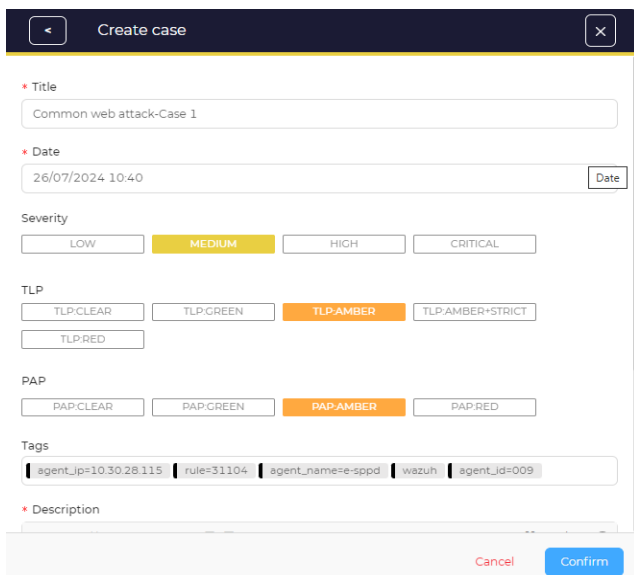 < Create case ×
* Title
Common web attack-Case 1
* Date
26/07/2024 10:40 Date
Severity
LOW MEDIUM HIGH CRITICAL
TLP
TLP:CLEAR TLP:GREEN TLP:AMBER TLP:AMBER+STRICT
TLP:RED
PAP
PAP:CLEAR PAP:GREEN PAP:AMBER PAP:RED
Tags
agent_ip=10.30.28.115 rule=31104 agent_name=e-sppd wazuh agent_id=009
* Description
Cancel Confirm